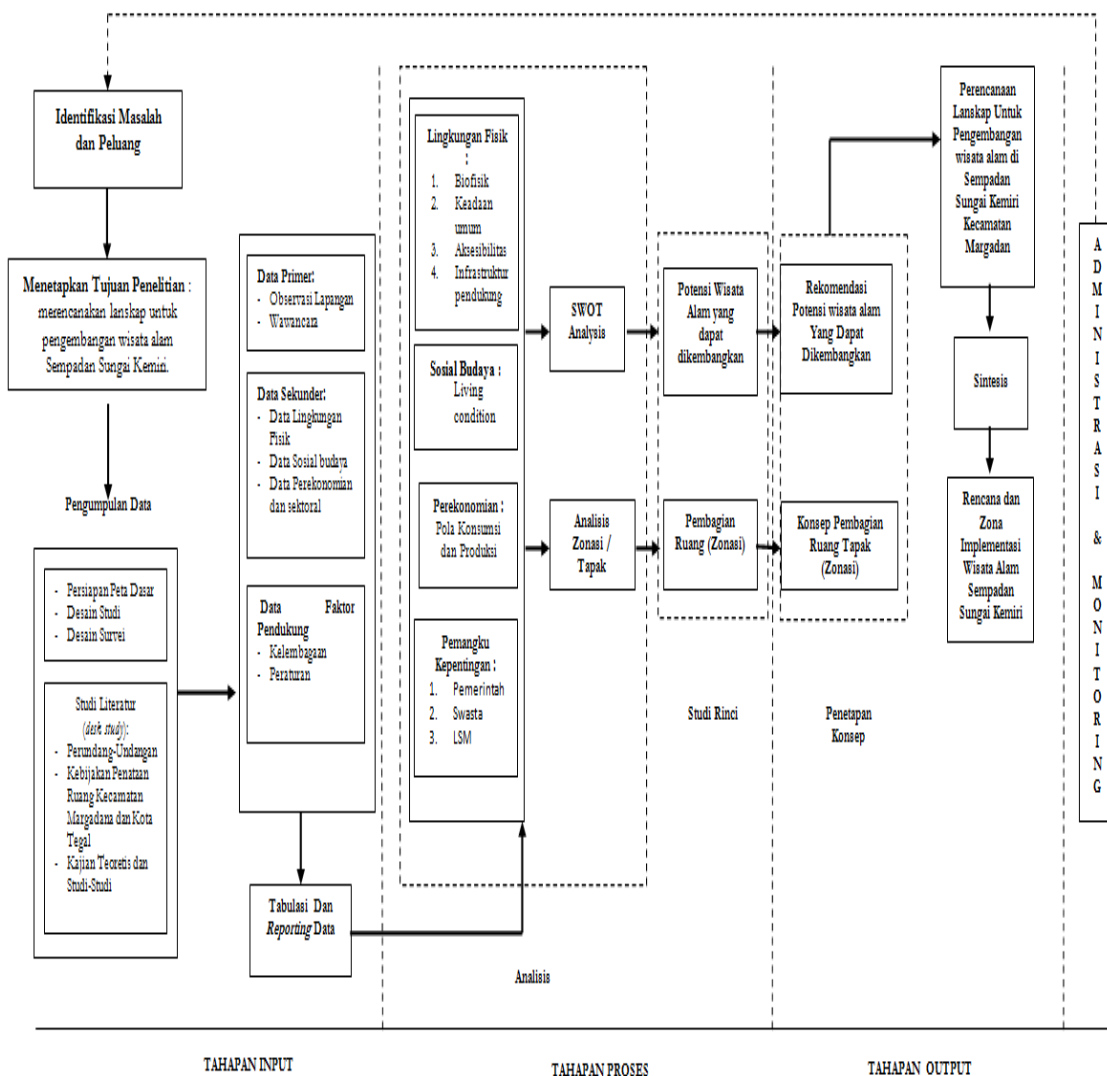 Identifikasi Masalah
dan Peluang
Menetapkan Tujuan Penelitian :
merencanakan lanskap untuk
pengembangan wisata alam
Sempadan Sungai Kemiri.
Pengumpulan Data
- Persiapan Peta Dasar
- Desain Studi
- Desain Survei
Studi Literatur
(desk study):
- Perundang-Undangan
- Kebijakan Penataan
Ruang Kecamatan
Margadana dan Kota
Tegal
- Kajian Teoretis dan
Studi-Studi
Data Primer:
- Observasi Lapangan
- Wawancara
Data Sekunder:
- Data Lingkungan
Fisik
- Data Sosial budaya
- Data Perekonomian
dan sektoral
Data Faktor
Pendukung
- Kelembagaan
- Peraturan
Tabulasi Dan
Reporting Data
Lingkungan Fisik
:
1. Biofisik
2. Keadaan
umum
3. Aksesibilitas
4. Infrastruktur
pendukung
Sosial Budaya :
Living
condition
Perekonomian :
Pola Konsumsi
dan Produksi
Pemangku
Kepentingan :
1. Pemerintah
2. Swasta
3. LSM
SWOT
Analysis
Analisis
Zonasi /
Tapak
Analisis
Potensi Wisata
Alam yang
dapat
dikembangkan
Pembagian
Ruang (Zonasi)
Studi Rinci
Rekomendasi
Potensi wisata alam
Yang Dapat
Dikembangkan
Konsep Pembagian
Ruang Tapak
(Zonasi)
Penetapan
Konsep
Perencanaan
Lanskap Untuk
Pengembangan
wisata alam di
Sempadan
Sungai Kemiri
Kecamatan
Margadan
Sintesis
Rencana dan
Zona
Implementasi
Wisata Alam
Sempadan
Sungai Kemiri
ADMINISTRASI & MONITORING
TAHAPAN INPUT
TAHAPAN PROSES
TAHAPAN OUTPUT